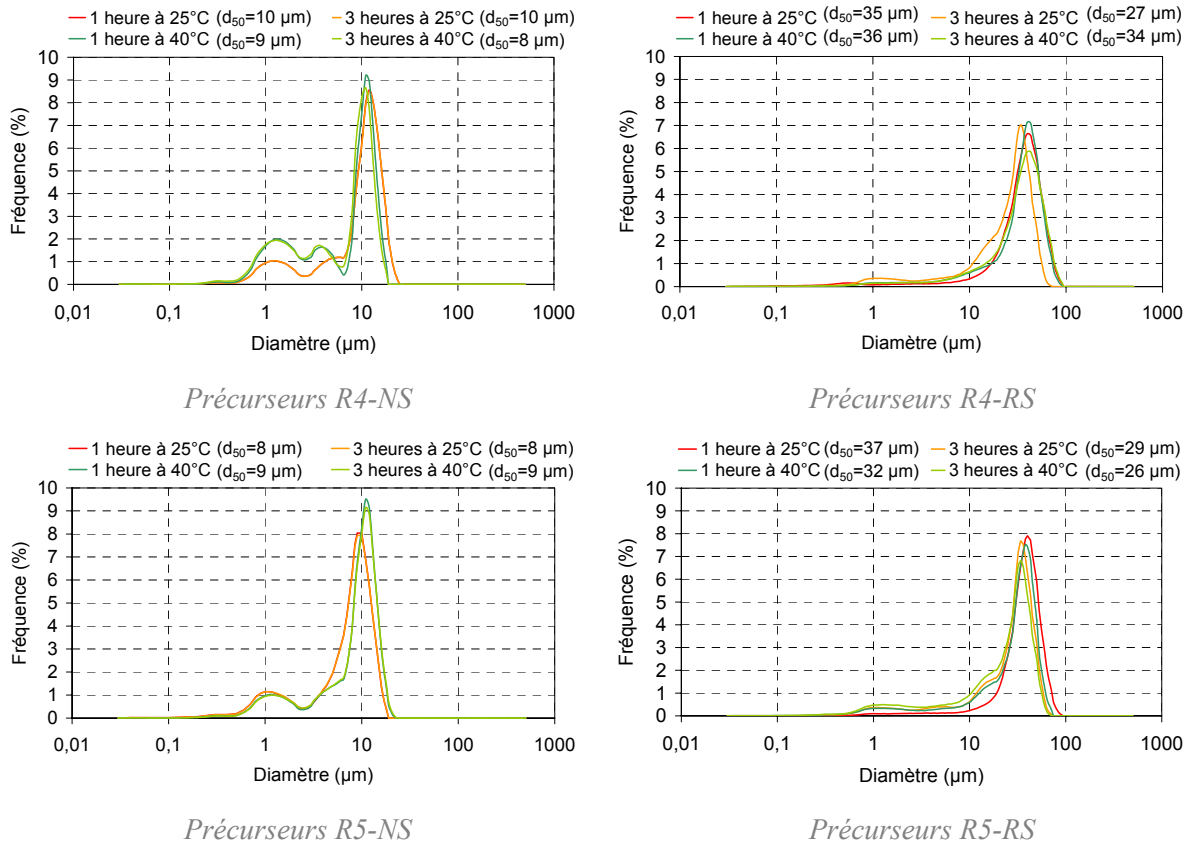 1 heure à 25°C (d50=10 µm) 3 heures à 25°C (d50=10 µm)
1 heure à 40°C (d50=9 µm) 3 heures à 40°C (d50=8 µm)
10
9
8
7
6
5
4
3
2
1
0
Fréquence (%)
0,01 0,1 1 10 100 1000
Diamètre (µm)
Précurseurs R4-NS
1 heure à 25°C (d50=35 µm) 3 heures à 25°C (d50=27 µm)
1 heure à 40°C (d50=36 µm) 3 heures à 40°C (d50=34 µm)
10
9
8
7
6
5
4
3
2
1
0
Fréquence (%)
0,01 0,1 1 10 100 1000
Diamètre (µm)
Précurseurs R4-RS
1 heure à 25°C (d50=8 µm) 3 heures à 25°C (d50=8 µm)
1 heure à 40°C (d50=9 µm) 3 heures à 40°C (d50=9 µm)
10
9
8
7
6
5
4
3
2
1
0
Fréquence (%)
0,01 0,1 1 10 100 1000
Diamètre (µm)
Précurseurs R5-NS
1 heure à 25°C (d50=37 µm) 3 heures à 25°C (d50=29 µm)
1 heure à 40°C (d50=32 µm) 3 heures à 40°C (d50=26 µm)
10
9
8
7
6
5
4
3
2
1
0
Fréquence (%)
0,01 0,1 1 10 100 1000
Diamètre (µm)
Précurseurs R5-RS